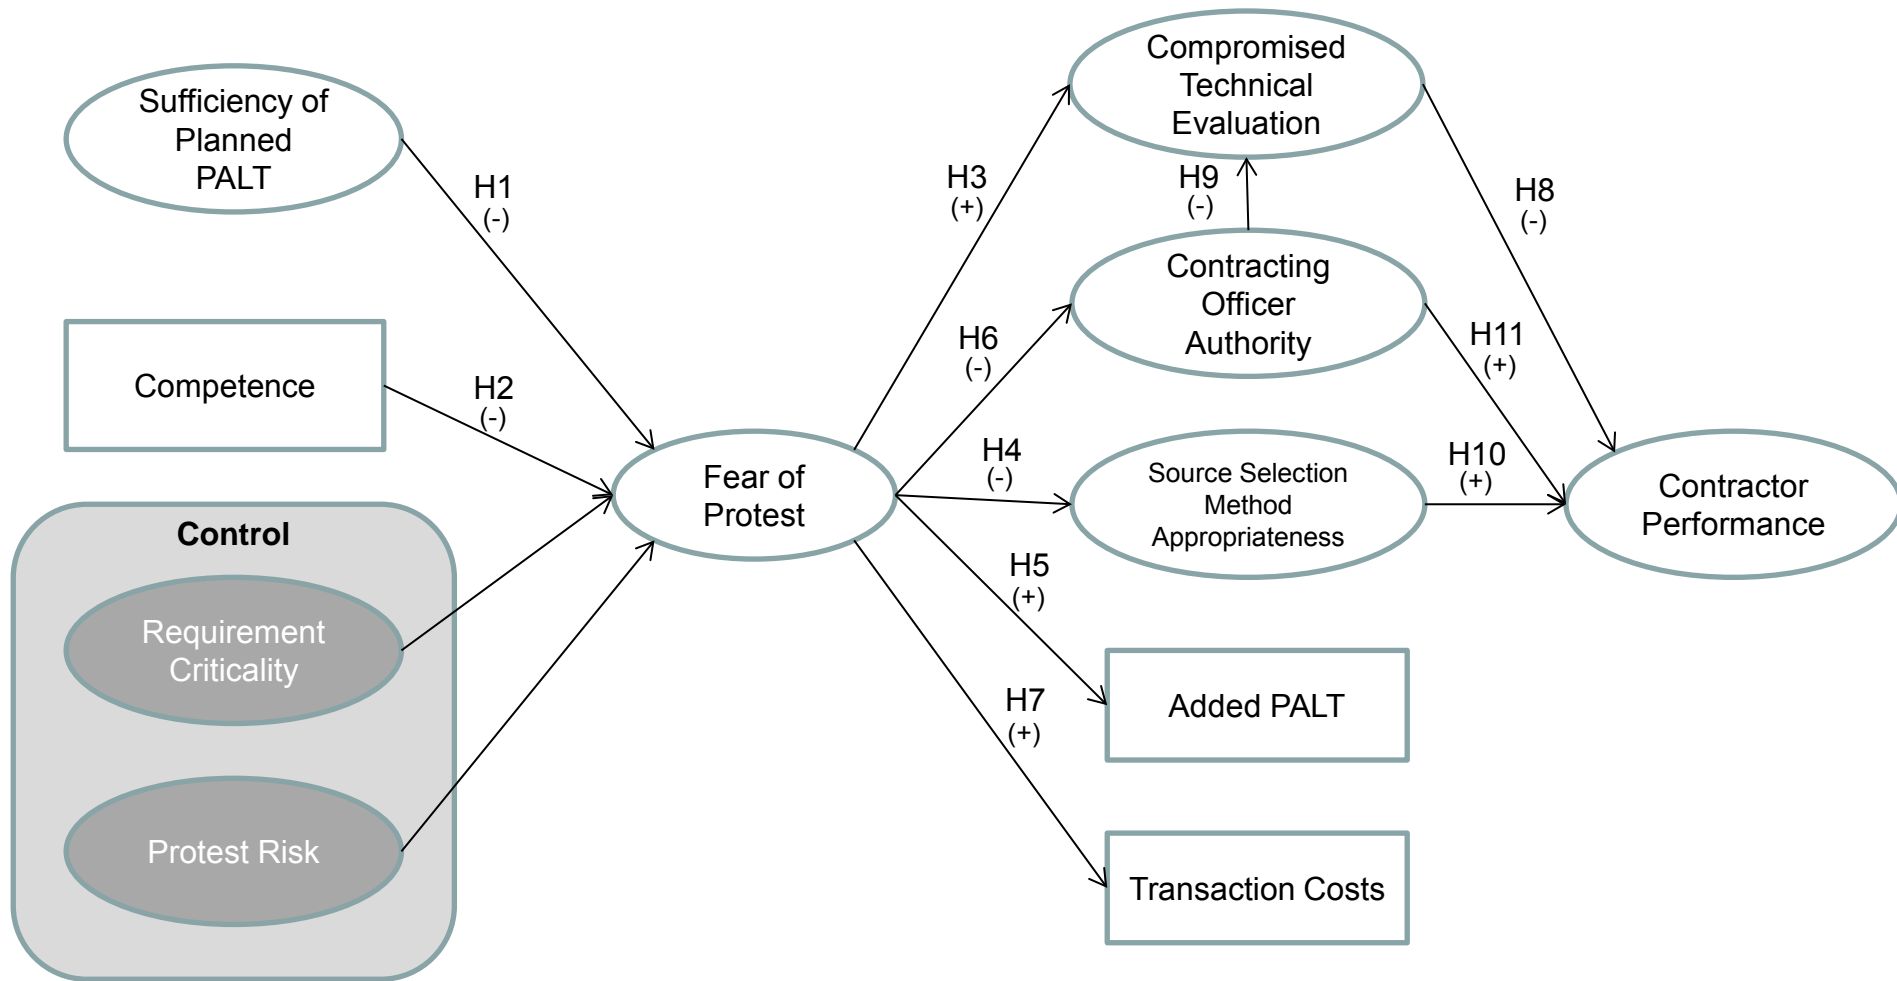 Sufficiency of
Planned
PALT
H1
(-)
Competence
H2
(-)
Control
Requirement
Criticality
Protest Risk
Fear of
Protest
H3
(+)
H6
(-)
H4
(-)
H5
(+)
H7
(+)
Compromised
Technical
Evaluation
H9
(-)
Contracting
Officer
Authority
Source Selection
Method
Appropriateness
Added PALT
Transaction Costs
H8
(-)
H11
(+)
H10
(+)
Contractor
Performance